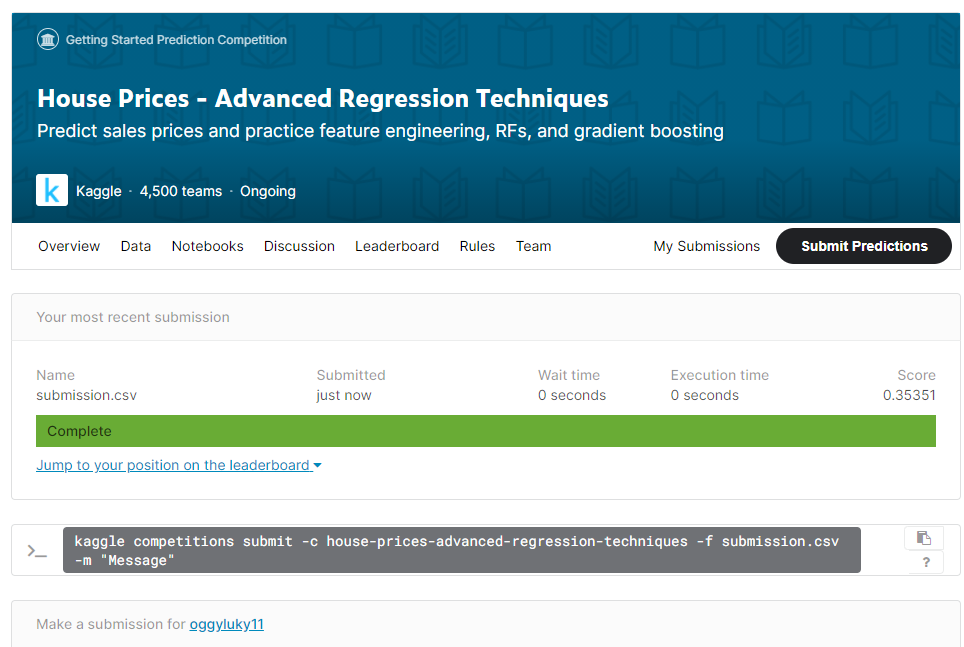 Getting Started Prediction Competition
House Prices - Advanced Regression Techniques
Predict sales prices and practice feature engineering, RFs, and gradient boosting
k Kaggle · 4,500 teams · Ongoing
Overview Data Notebooks Discussion Leaderboard Rules Team My Submissions Submit Predictions
Your most recent submission
Name Submitted Wait time Execution time Score
submission.csv just now 0 seconds 0 seconds 0.35351
Complete
Jump to your position on the leaderboard
>_ kaggle competitions submit -c house-prices-advanced-regression-techniques -f submission.csv
-m "Message"
?
Make a submission for oggyluky11